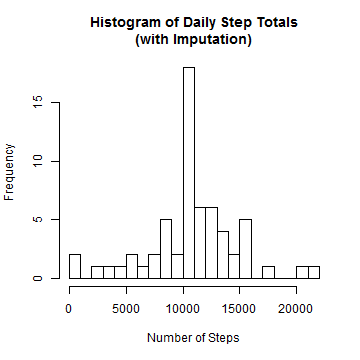 Histogram of Daily Step Totals
(with Imputation)
Frequency
15
10
5
0
0 5000 10000 15000 20000
Number of Steps